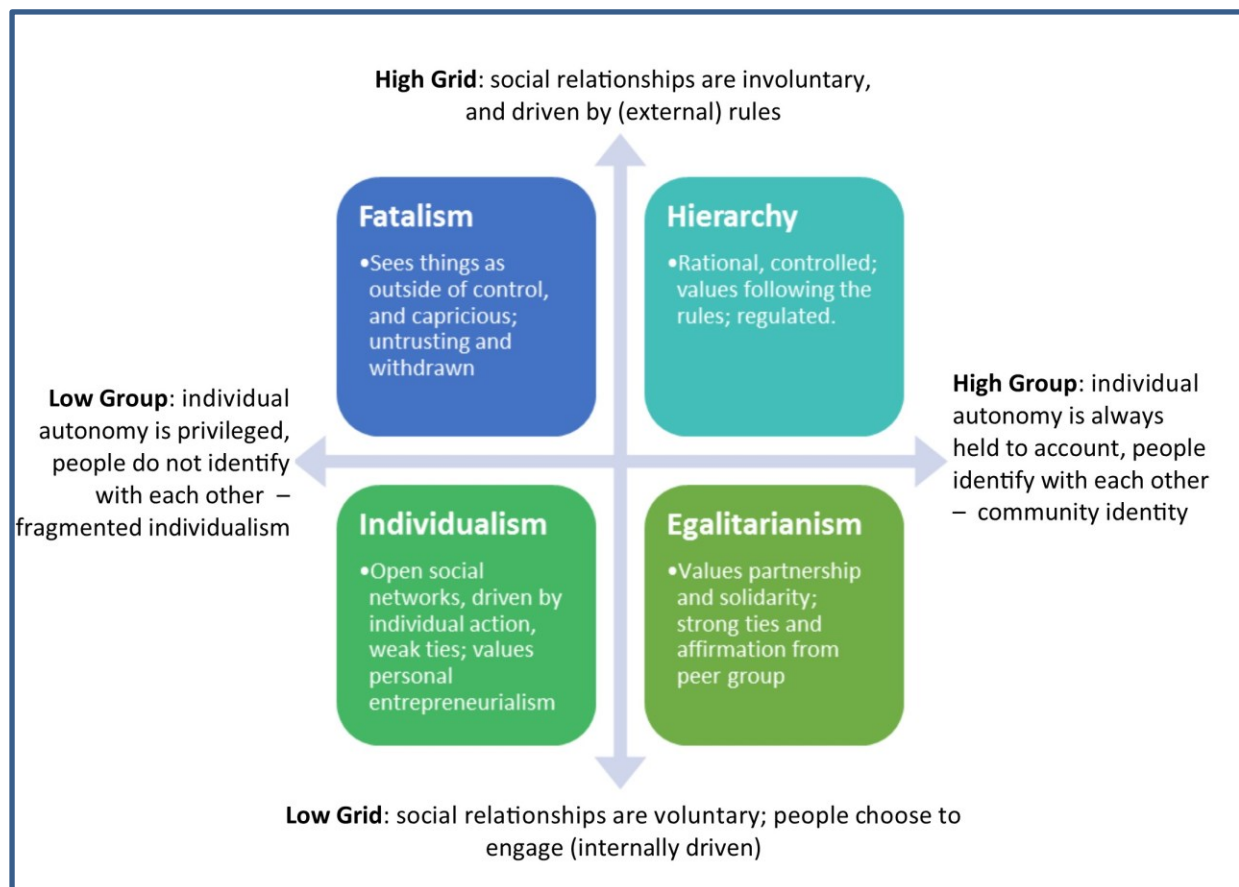 High Grid: social relationships are involuntary,
and driven by (external) rules
Fatalism
•Sees things as
outside of control,
and capricious;
untrusting and
withdrawn
Hierarchy
•Rational, controlled;
values following the
rules; regulated.
Low Group: individual
autonomy is privileged,
people do not identify
with each other –
fragmented individualism
High Group: individual
autonomy is always
held to account, people
identify with each other
– community identity
Individualism
•Open social
networks, driven by
individual action,
weak ties; values
personal
entrepreneurialism
Egalitarianism
•Values partnership
and solidarity;
strong ties and
affirmation from
peer group
Low Grid: social relationships are voluntary; people choose to
engage (internally driven)